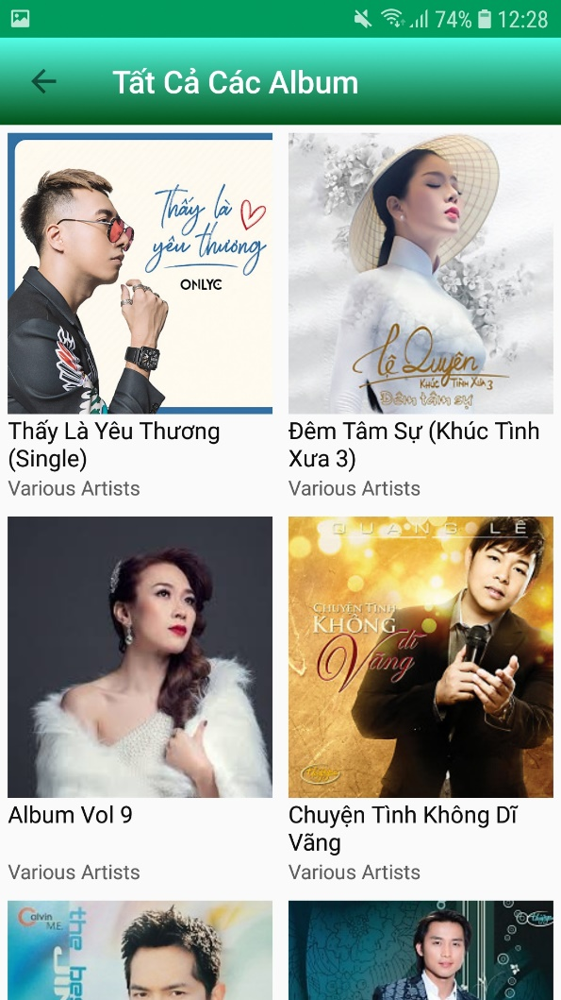 74% 12:28
Tất Cả Các Album
Thấy là
yêu thương
ONLYC
Lệ Quyên
KHÚC TÌNH XƯA 3
Đêm tâm sự
Thấy Là Yêu Thương
(Single)
Various Artists
Đêm Tâm Sự (Khúc Tình
Xưa 3)
Various Artists
QUANG LÊ
CHUYỆN TÌNH
KHÔNG
dĩ
Vãng
Album Vol 9
Various Artists
Chuyện Tình Không Dĩ
Vãng
Various Artists
Calvin
ME.
the be